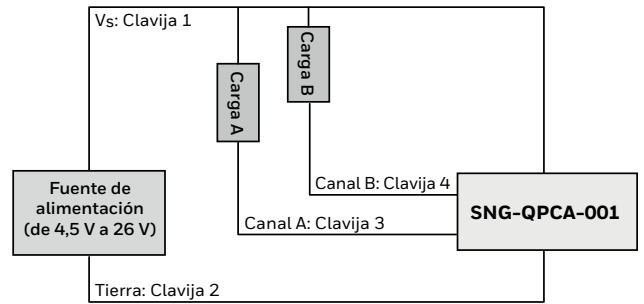 Vs: Clavija 1
Carga A
Carga B
Fuente de
alimentación
(de 4,5 V a 26 V)
Canal B: Clavija 4
Canal A: Clavija 3
SNG-QPCA-001
Tierra: Clavija 2